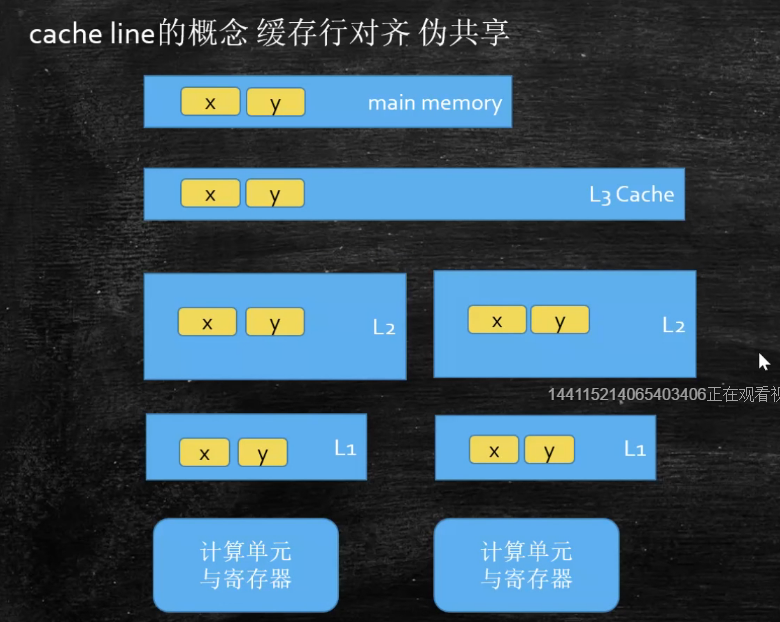 cache line的概念 缓存行对齐 伪共享
x y main memory
x y L3 Cache
x y L2 x y L2
144115214065403406正在观看视
x y L1 x y L1
计算单元 计算单元
与寄存器 与寄存器